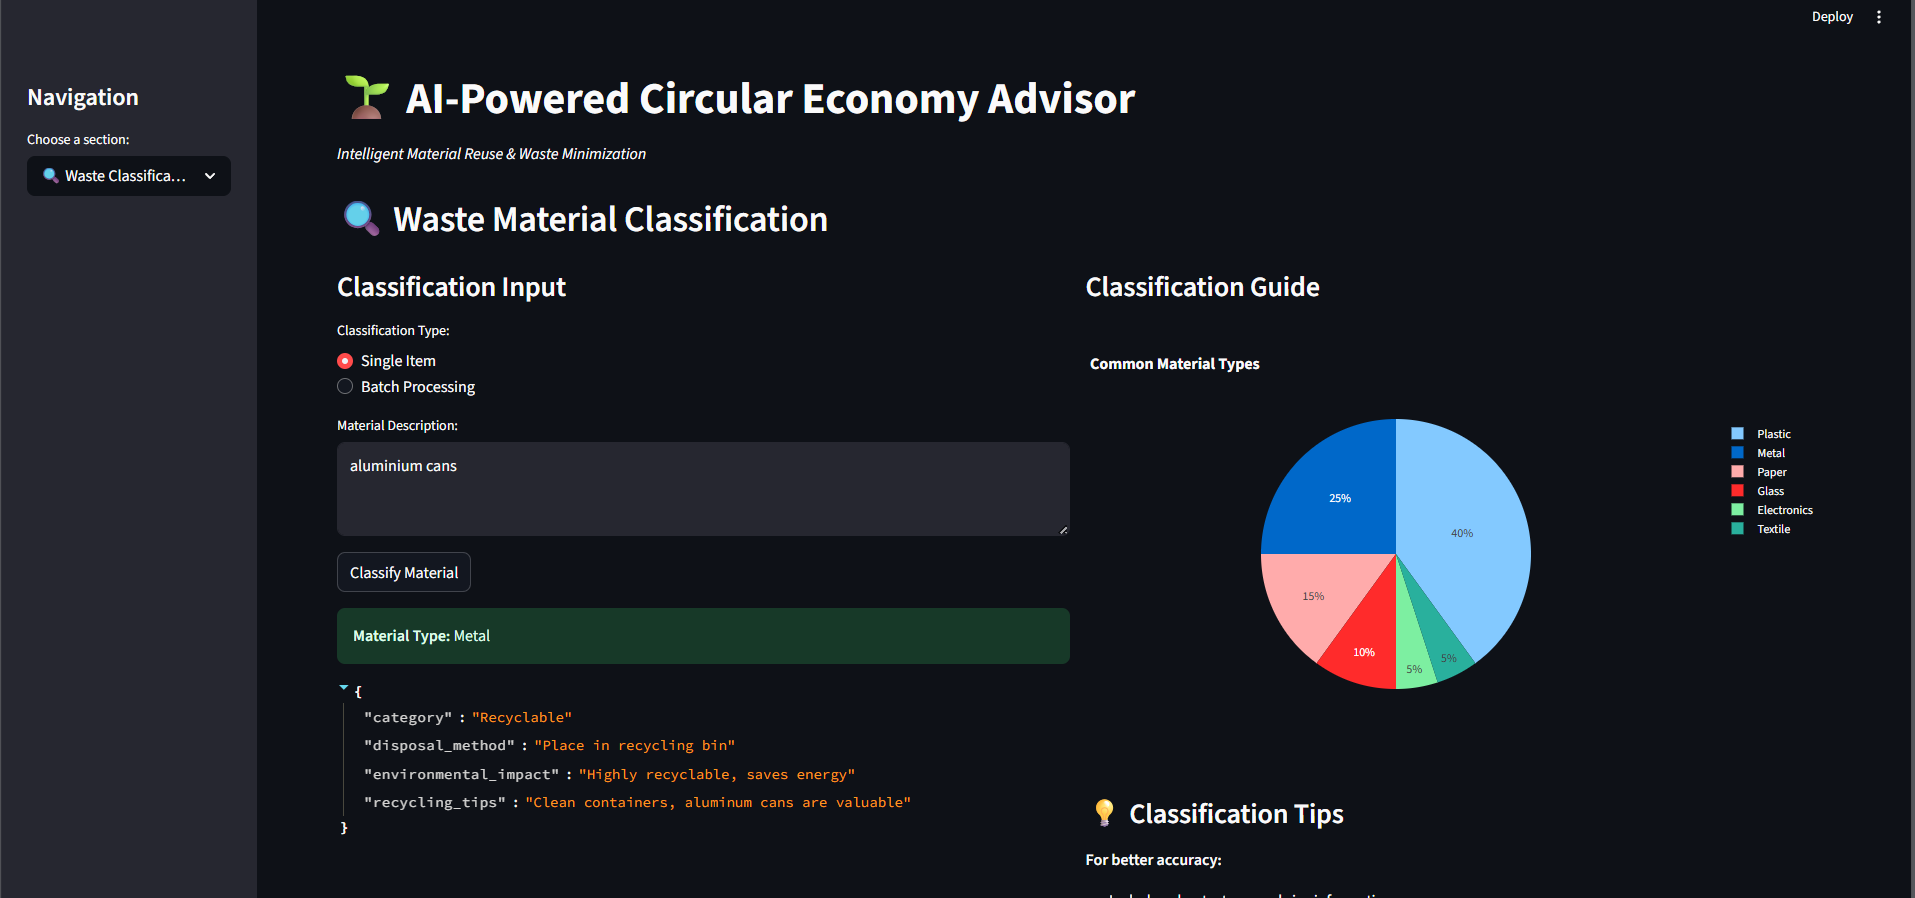 Deploy
Navigation
Choose a section:
Waste Classifica...
AI-Powered Circular Economy Advisor
Intelligent Material Reuse & Waste Minimization
Waste Material Classification
Classification Input
Classification Type:
Single Item
Batch Processing
Material Description:
aluminium cans
Classify Material
Material Type: Metal
{
"category" : "Recyclable"
"disposal_method" : "Place in recycling bin"
"environmental_impact" : "Highly recyclable, saves energy"
"recycling_tips" : "Clean containers, aluminum cans are valuable"
}
Classification Guide
Common Material Types
25%
40%
15%
10%
5%
5%
Plastic
Metal
Paper
Glass
Electronics
Textile
Classification Tips
For better accuracy: